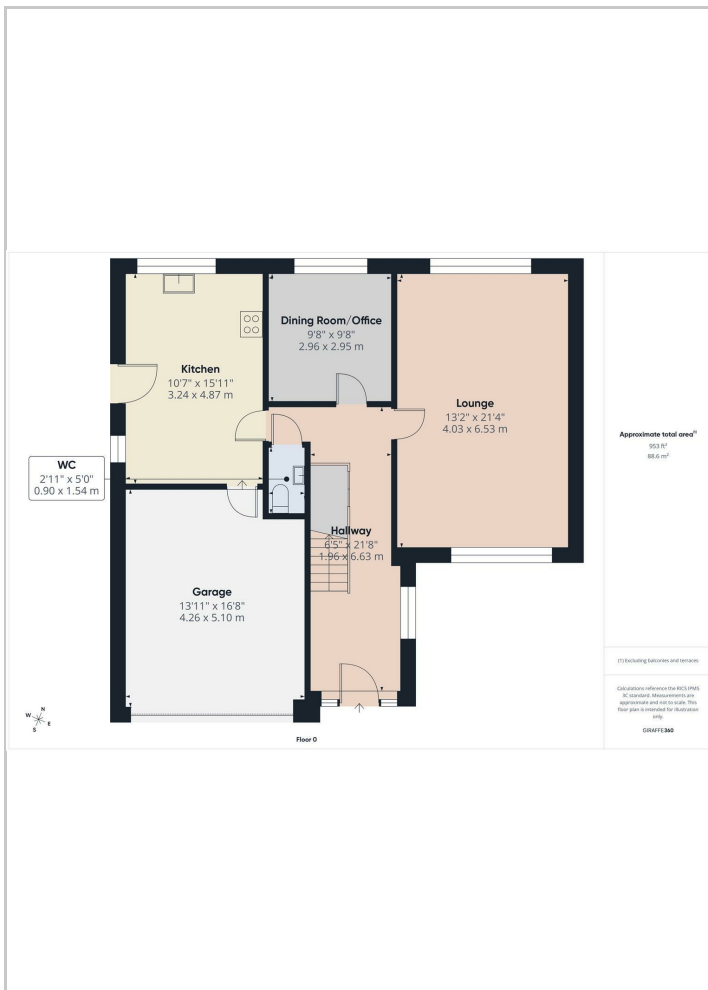 Kitchen
10'7" x 15'11"
3.24 x 4.87 m
Dining Room/Office
9'8" x 9'8"
2.96 x 2.95 m
Lounge
13'2" x 21'4"
4.03 x 6.53 m
WC
2'11" x 5'0"
0.90 x 1.54 m
Hallway
6'5" x 21'8"
1.96 x 6.63 m
Garage
13'11" x 16'8"
4.26 x 5.10 m
N
W
E
S
Floor 0
Approximate total area⁽¹⁾
953 ft²
88.6 m²
(1) Excluding balconies and terraces
Calculations reference the RICS IPMS
3C standard. Measurements are
approximate and not to scale. This
floor plan is intended for illustration
only.
GIRAFFE360